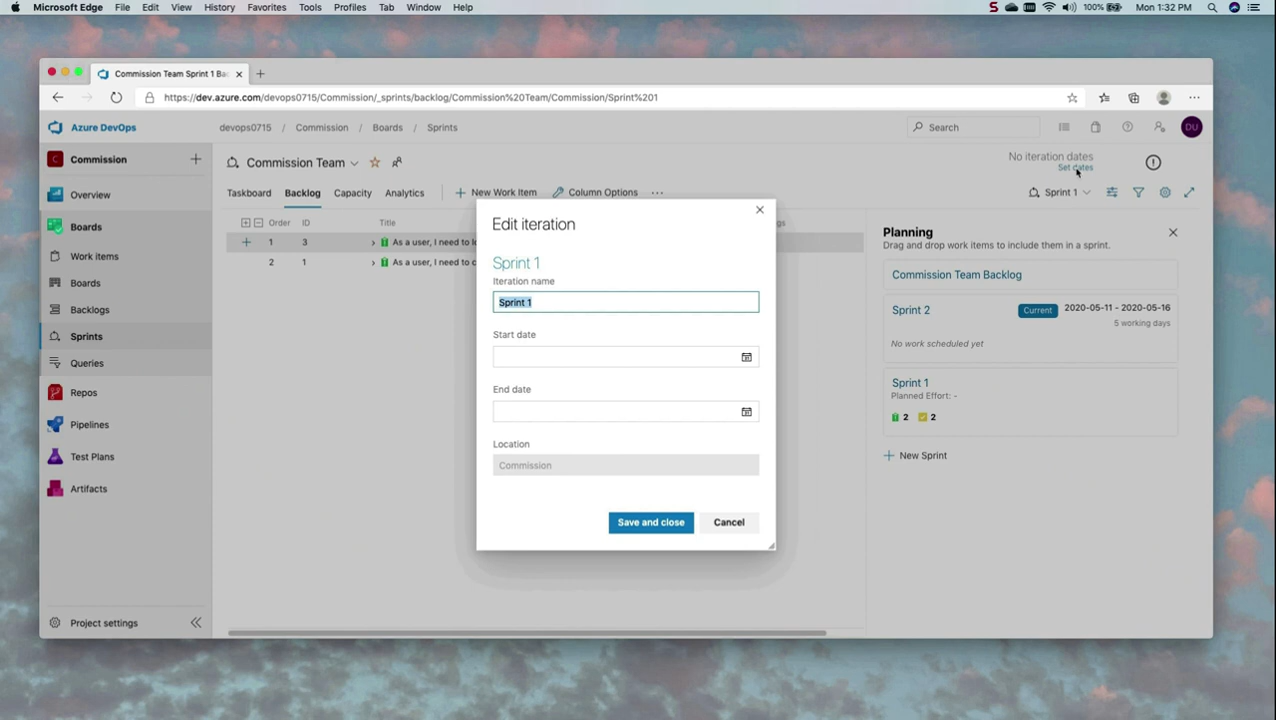 Microsoft Edge File Edit View History Favorites Tools Profiles Tab Window Help 100% Mon 1:32 PM
Commission Team Sprint 1 Ba
https://dev.azure.com/devops0715/Commission/_sprints/backlog/Commission%20Team/Commission/Sprint%201
Azure DevOps devops0715 / Commission / Boards / Sprints Search DU
C Commission
Commission Team
No iteration dates
Set dates
Taskboard Backlog Capacity Analytics New Work Item Column Options Sprint 1
Overview
Boards
Work items
Boards
Backlogs
Sprints
Queries
Repos
Pipelines
Test Plans
Artifacts
Project settings
Order ID Title gs
1 3 As a user, I need to lo
2 1 As a user, I need to c
Edit iteration
Sprint 1
Iteration name
Sprint 1
Start date
End date
Location
Commission
Save and close Cancel
Planning
Drag and drop work items to include them in a sprint.
Commission Team Backlog
Sprint 2 Current 2020-05-11 - 2020-05-16
5 working days
No work scheduled yet
Sprint 1
Planned Effort: -
2 2
New Sprint